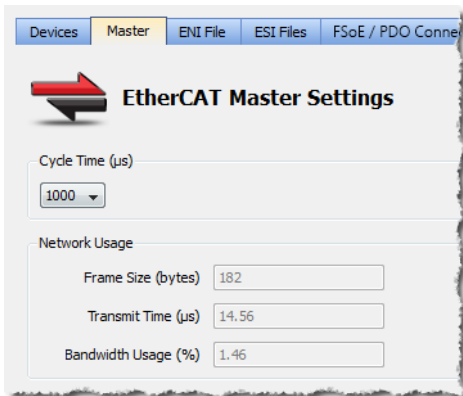 Devices Master ENI File ESI Files FSoE / PDO Conne
EtherCAT Master Settings
Cycle Time (µs)
1000
Network Usage
Frame Size (bytes) 182
Transmit Time (µs) 14.56
Bandwidth Usage (%) 1.46